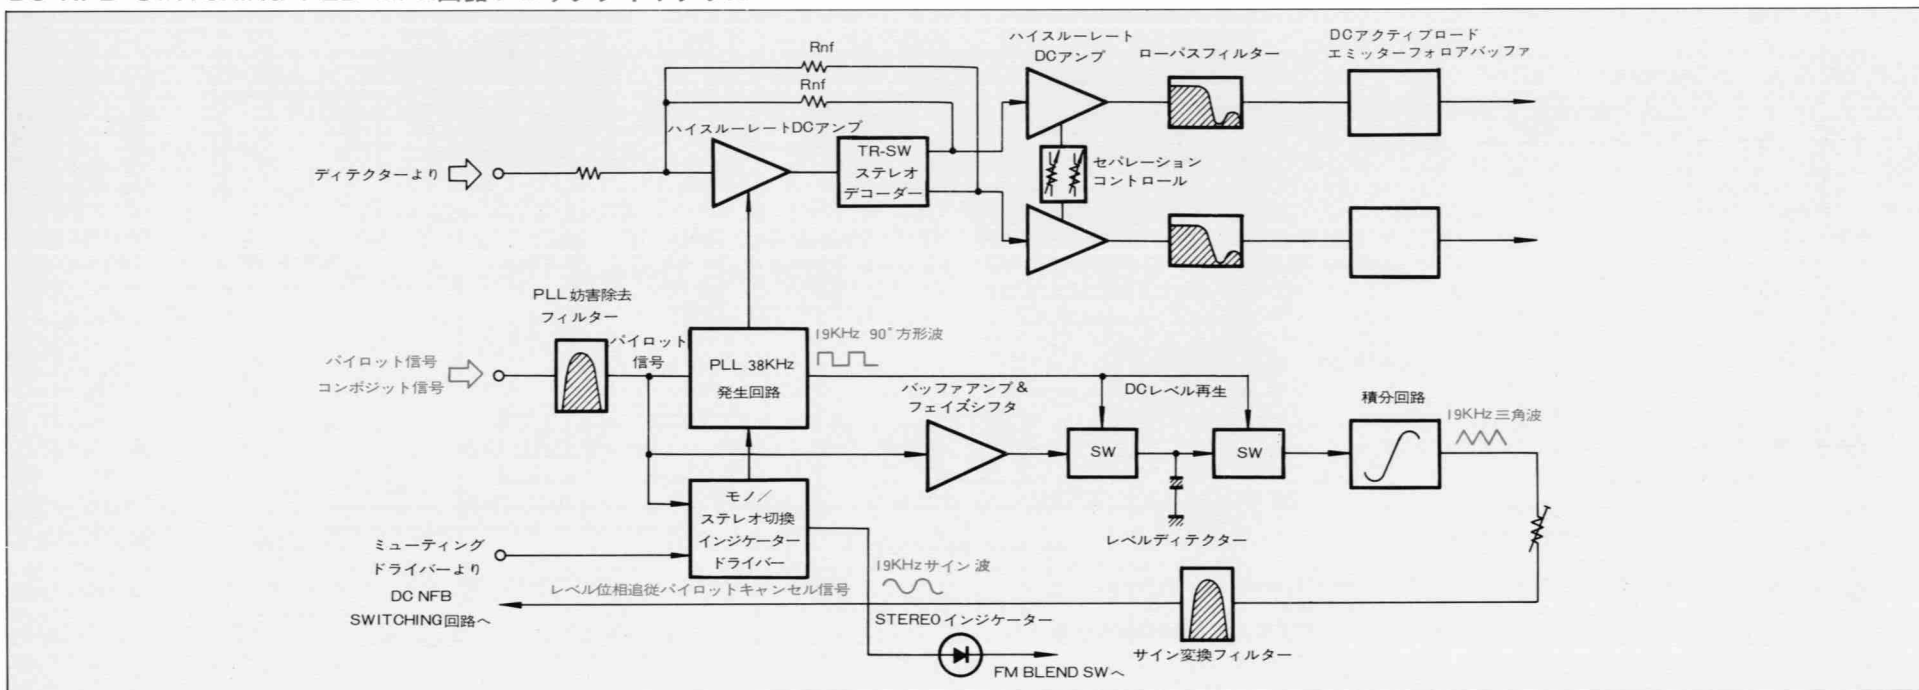 Rnf
Rnf
ハイスルーレートDCアンプ
ディテクターより
TR-SW
ステレオ
デコーダー
ハイスルーレート
DCアンプ
ローパスフィルター
DCアクティブロード
エミッターフォロアバッファ
セパレーション
コントロール
PLL妨害除去
フィルター
パイロット
信号
パイロット信号
コンポジット信号
PLL 38KHz
発生回路
19KHz 90°方形波
バッファアンプ&
フェイズシフタ
DCレベル再生
SW
SW
積分回路
19KHz三角波
レベルディテクター
モノ／
ステレオ切換
インジケーター
ドライバー
ミューティング
ドライバーより
DC NFB
SWITCHING回路へ
レベル位相追従パイロットキャンセル信号
19KHzサイン波
STEREOインジケーター
FM BLEND SWへ
サイン変換フィルター